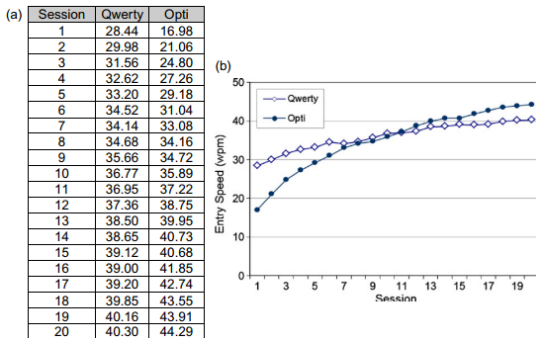 (a)
Session Qwerty Opti
1 28.44 16.98
2 29.98 21.06
3 31.56 24.80
4 32.62 27.26
5 33.20 29.18
6 34.52 31.04
7 34.14 33.08
8 34.68 34.16
9 35.66 34.72
10 36.77 35.89
11 36.95 37.22
12 37.36 38.75
13 38.50 39.95
14 38.65 40.73
15 39.12 40.68
16 39.00 41.85
17 39.20 42.74
18 39.85 43.55
19 40.16 43.91
20 40.30 44.29
(b)
50
40
30
20
10
0
Entry Speed (wpm)
Qwerty
Opti
1 3 5 7 9 11 13 15 17 19
Session